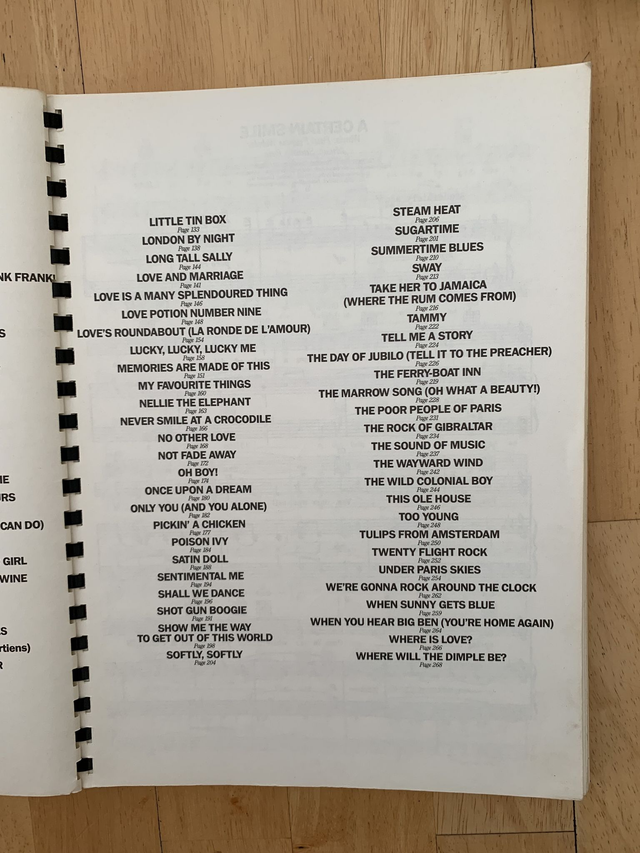 NK FRANK!
S
ME
URS
CAN DO)
GIRL
WINE
S
rtiens)
R
LITTLE TIN BOX
Page 133
LONDON BY NIGHT
Page 138
LONG TALL SALLY
Page 144
LOVE AND MARRIAGE
Page 141
LOVE IS A MANY SPLENDOURED THING
Page 146
LOVE POTION NUMBER NINE
Page 148
LOVE'S ROUNDABOUT (LA RONDE DE L'AMOUR)
Page 154
LUCKY, LUCKY, LUCKY ME
Page 158
MEMORIES ARE MADE OF THIS
Page 151
MY FAVOURITE THINGS
Page 160
NELLIE THE ELEPHANT
Page 163
NEVER SMILE AT A CROCODILE
Page 166
NO OTHER LOVE
Page 168
NOT FADE AWAY
Page 172
OH BOY!
Page 174
ONCE UPON A DREAM
Page 180
ONLY YOU (AND YOU ALONE)
Page 182
PICKIN' A CHICKEN
Page 177
POISON IVY
Page 184
SATIN DOLL
Page 188
SENTIMENTAL ME
Page 194
SHALL WE DANCE
Page 196
SHOT GUN BOOGIE
Page 191
SHOW ME THE WAY
TO GET OUT OF THIS WORLD
Page 198
SOFTLY, SOFTLY
Page 204
STEAM HEAT
Page 206
SUGARTIME
Page 201
SUMMERTIME BLUES
Page 210
SWAY
Page 213
TAKE HER TO JAMAICA
(WHERE THE RUM COMES FROM)
Page 216
TAMMY
Page 222
TELL ME A STORY
Page 224
THE DAY OF JUBILO (TELL IT TO THE PREACHER)
Page 226
THE FERRY-BOAT INN
Page 219
THE MARROW SONG (OH WHAT A BEAUTY!)
Page 228
THE POOR PEOPLE OF PARIS
Page 231
THE ROCK OF GIBRALTAR
Page 234
THE SOUND OF MUSIC
Page 237
THE WAYWARD WIND
Page 242
THE WILD COLONIAL BOY
Page 244
THIS OLE HOUSE
Page 246
TOO YOUNG
Page 248
TULIPS FROM AMSTERDAM
Page 250
TWENTY FLIGHT ROCK
Page 252
UNDER PARIS SKIES
Page 254
WE'RE GONNA ROCK AROUND THE CLOCK
Page 262
WHEN SUNNY GETS BLUE
Page 259
WHEN YOU HEAR BIG BEN (YOU'RE HOME AGAIN)
Page 264
WHERE IS LOVE?
Page 266
WHERE WILL THE DIMPLE BE?
Page 268